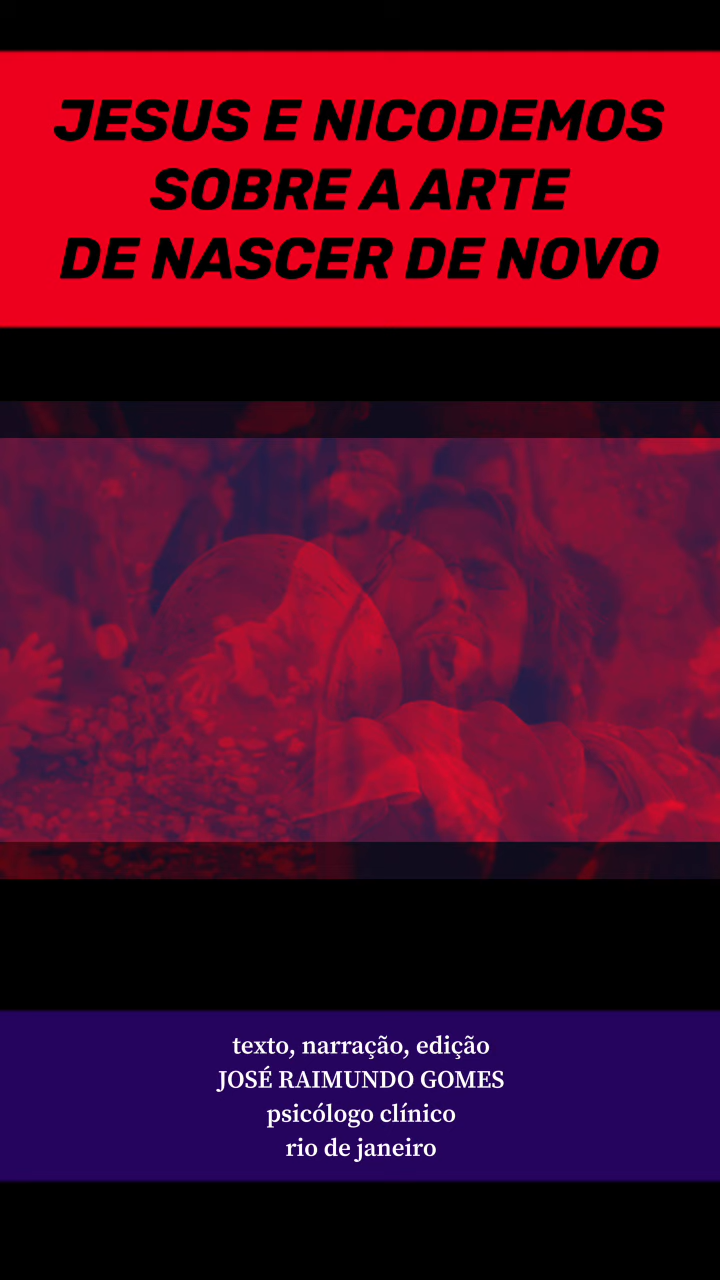 JESUS E NICODEMOS
SOBRE A ARTE
DE NASCER DE NOVO
texto, narração, edição
JOSÉ RAIMUNDO GOMES
psicólogo clínico
rio de janeiro